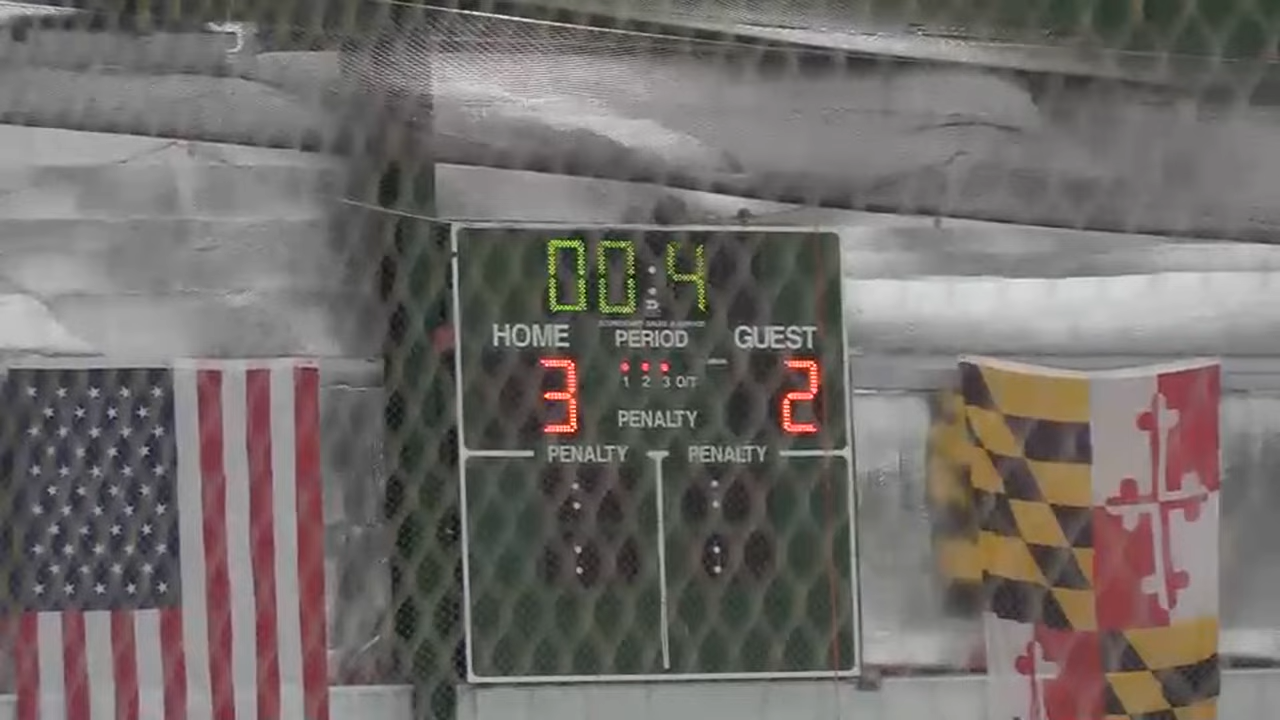 00:4
HOME PERIOD GUEST
3 1 2 3 O/T 2
PENALTY
PENALTY PENALTY